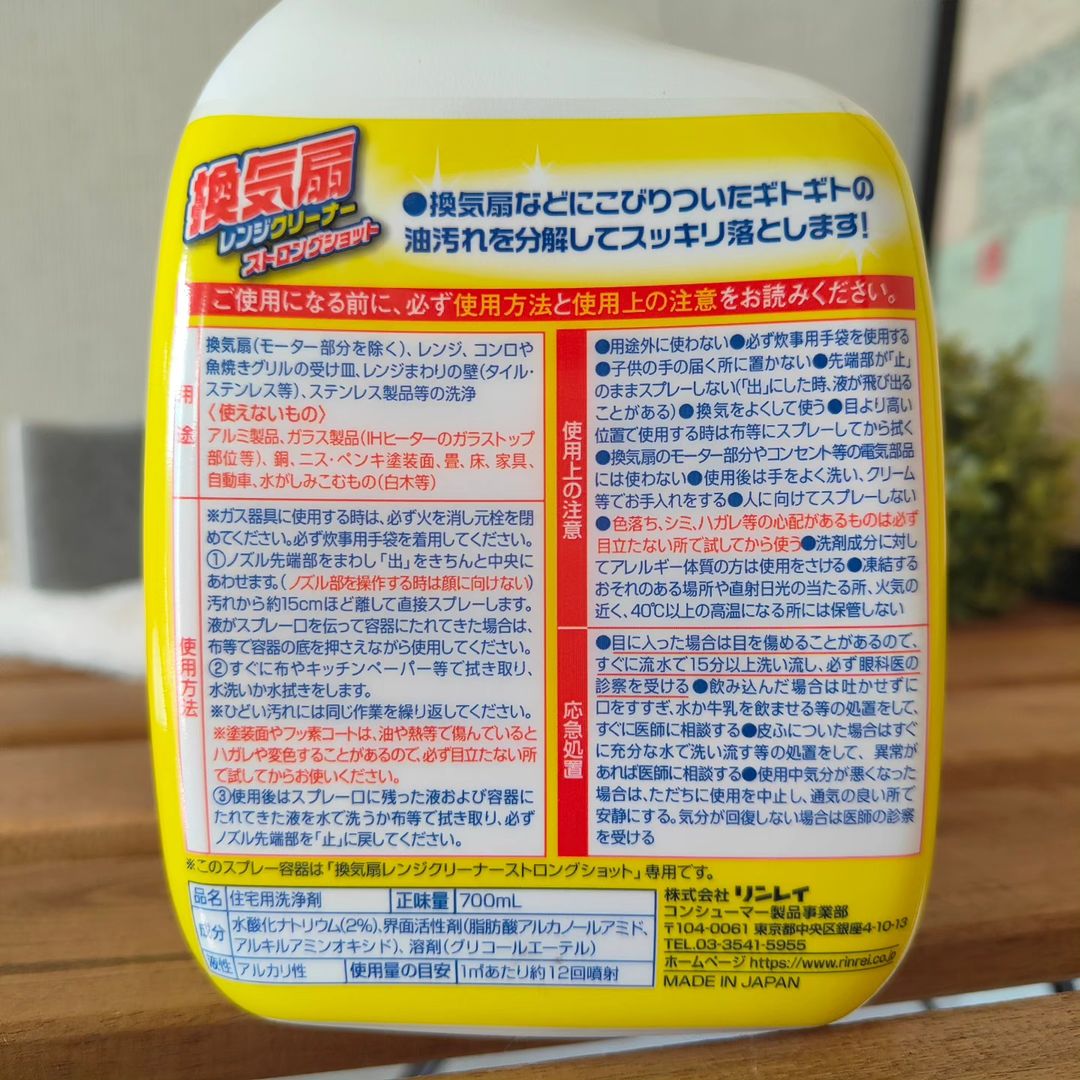 換気扇
レンジクリーナー
ストロングショット
●換気扇などにこびりついたギトギトの
油汚れを分解してスッキリ落とします!
ご使用になる前に、必ず使用方法と使用上の注意をお読みください。
用途
換気扇(モーター部分を除く)、レンジ、コンロや
魚焼きグリルの受け皿、レンジまわりの壁(タイル・
ステンレス等)、ステンレス製品等の洗浄
〈使えないもの〉
アルミ製品、ガラス製品(IHヒーターのガラストップ
部位等)、銅、ニス・ペンキ塗装面、畳、床、家具、
自動車、水がしみこむもの(白木等)
使用方法
※ガス器具に使用する時は、必ず火を消し元栓を閉
めてください。必ず炊事用手袋を着用してください。
①ノズル先端部をまわし「出」をきちんと中央に
あわせます。(ノズル部を操作する時は顔に向けない)
汚れから約15cmほど離して直接スプレーします。
液がスプレー口を伝って容器にたれてきた場合は、
布等で容器の底を押さえながら使用してください。
②すぐに布やキッチンペーパー等で拭き取り、
水洗いか水拭きをします。
※ひどい汚れには同じ作業を繰り返してください。
※塗装面やフッ素コートは、油や熱等で傷んでいると
ハガレや変色することがあるので、必ず目立たない所
で試してからお使いください。
③使用後はスプレー口に残った液および容器に
たれてきた液を水で洗うか布等で拭き取り、必ず
ノズル先端部を「止」に戻してください。
使用上の注意
●用途外に使わない●必ず炊事用手袋を使用する
●子供の手の届く所に置かない●先端部が「止」
のままスプレーしない(「出」にした時、液が飛び出る
ことがある)●換気をよくして使う●目より高い
位置で使用する時は布等にスプレーしてから拭く
●換気扇のモーター部分やコンセント等の電気部品
には使わない●使用後は手をよく洗い、クリーム
等でお手入れをする●人に向けてスプレーしない
●色落ち、シミ、ハガレ等の心配があるものは必ず
目立たない所で試してから使う●洗剤成分に対し
てアレルギー体質の方は使用をさける●凍結する
おそれのある場所や直射日光の当たる所、火気の
近く、40℃以上の高温になる所には保管しない
応急処置
●目に入った場合は目を傷めることがあるので、
すぐに流水で15分以上洗い流し、必ず眼科医の
診察を受ける●飲み込んだ場合は吐かせずに
口をすすぎ、水か牛乳を飲ませる等の処置をして、
すぐに医師に相談する●皮ふについた場合はすぐ
に充分な水で洗い流す等の処置をして、異常が
あれば医師に相談する●使用中気分が悪くなった
場合は、ただちに使用を中止し、通気の良い所で
安静にする。気分が回復しない場合は医師の診察
を受ける
※このスプレー容器は「換気扇レンジクリーナーストロングショット」専用です。
品名 住宅用洗浄剤 正味量 700mL
成分 水酸化ナトリウム(2%)、界面活性剤(脂肪酸アルカノールアミド、
アルキルアミンオキシド)、溶剤(グリコールエーテル)
液性 アルカリ性 使用量の目安 1㎡あたり約12回噴射
株式会社 リンレイ
コンシューマー製品事業部
〒104-0061 東京都中央区銀座4-10-13
TEL.03-3541-5955
ホームページ https://www.rinrei.co.jp
MADE IN JAPAN